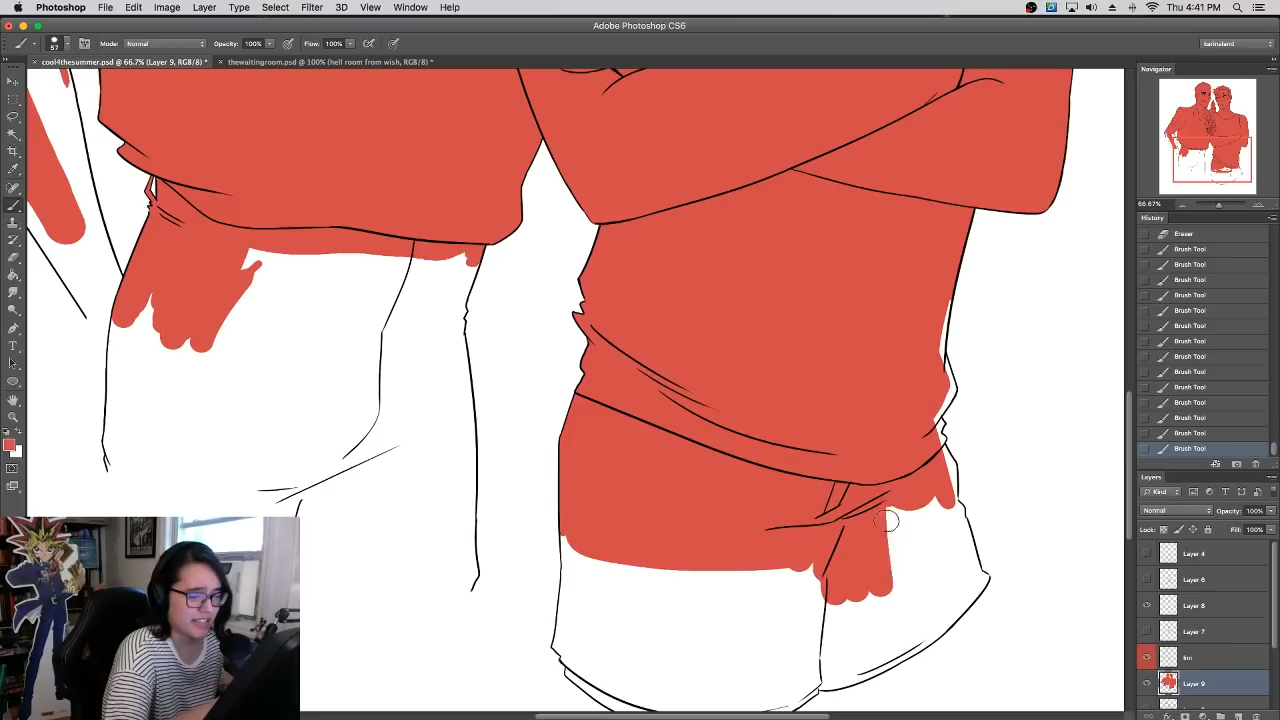 Photoshop File Edit Image Layer Type Select Filter 3D View Window Help Thu 4:41 PM
Adobe Photoshop CS6
57 Mode: Normal Opacity: 100% Flow: 100% karinsland
cool4thesummer.psd @ 66.7% (Layer 9, RGB/8) * thewaitingroom.psd @ 100% (hell room from wish, RGB/8) *
Navigator
66.67%
History
Eraser
Brush Tool
Brush Tool
Brush Tool
Brush Tool
Brush Tool
Brush Tool
Brush Tool
Brush Tool
Brush Tool
Brush Tool
Brush Tool
Brush Tool
Brush Tool
Brush Tool
Layers
Kind
Normal Opacity: 100%
Lock: Fill: 100%
Layer 4
Layer 6
Layer 8
Layer 7
Layer 9